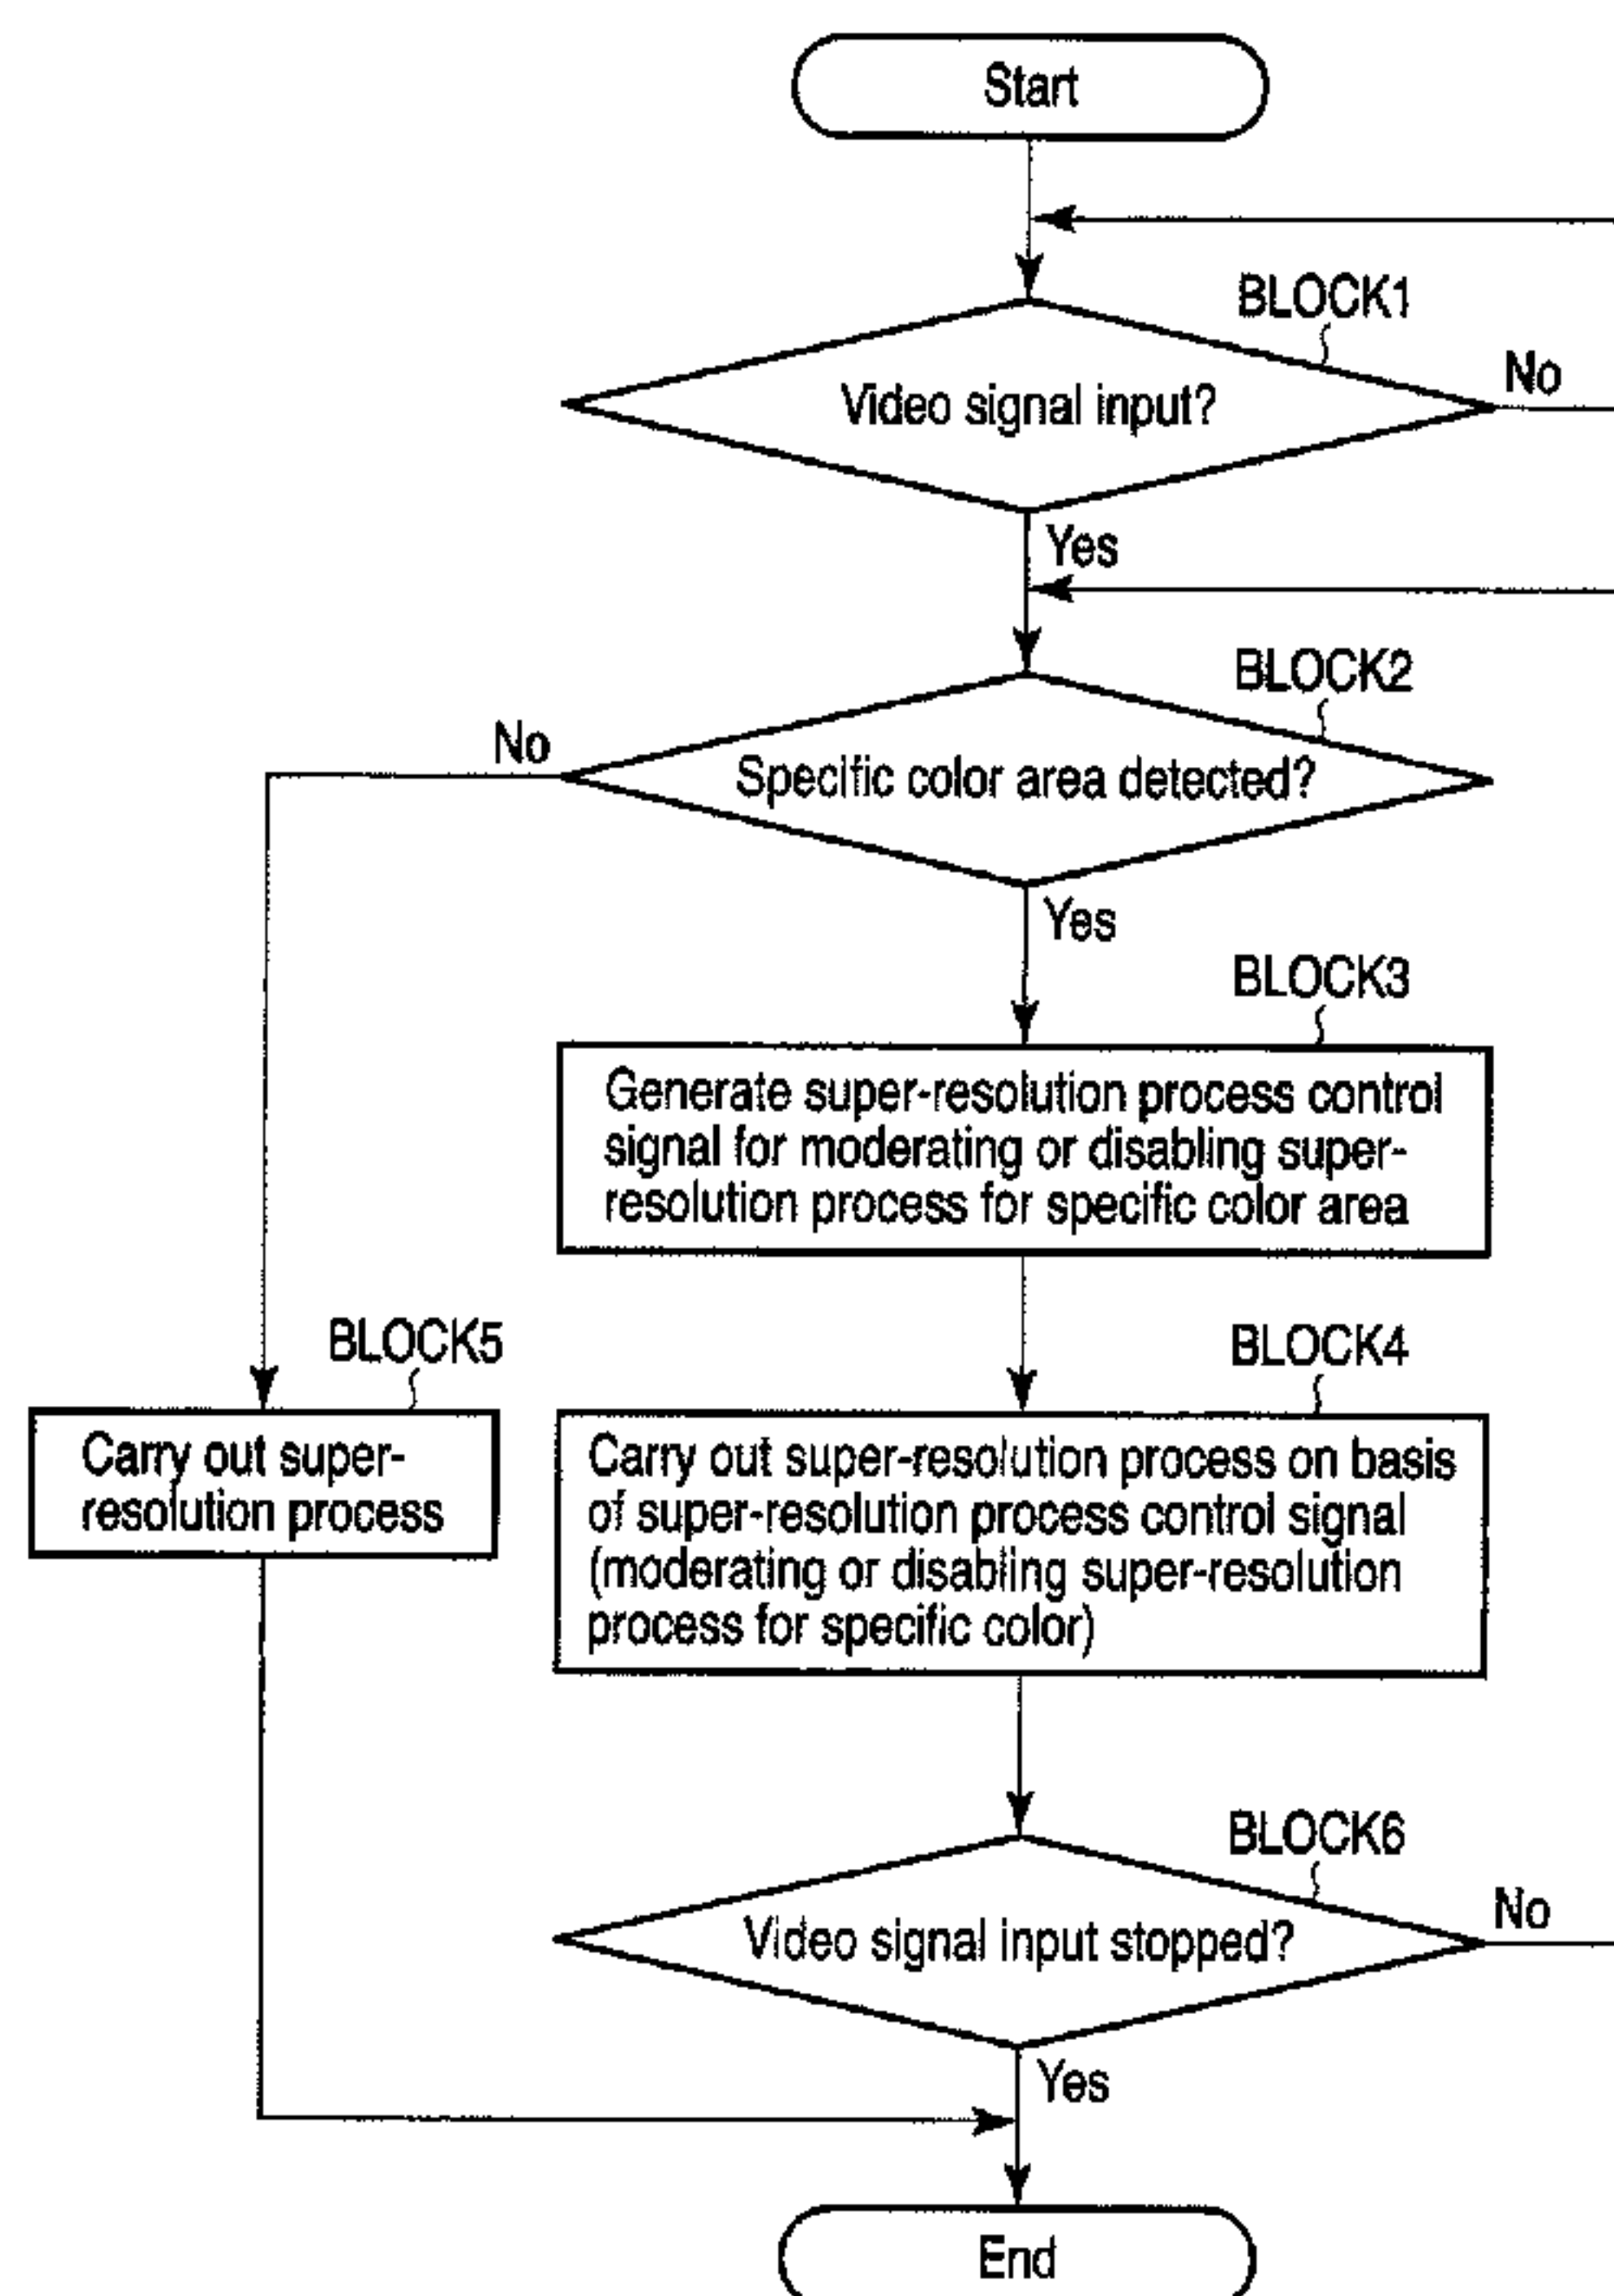 Start
BLOCK1
Video signal input?
No
Yes
BLOCK2
No
Specific color area detected?
Yes
BLOCK3
Generate super-resolution process control
signal for moderating or disabling super-
resolution process for specific color area
BLOCK5
Carry out super-
resolution process
BLOCK4
Carry out super-resolution process on basis
of super-resolution process control signal
(moderating or disabling super-resolution
process for specific color)
BLOCK6
Video signal input stopped?
No
Yes
End